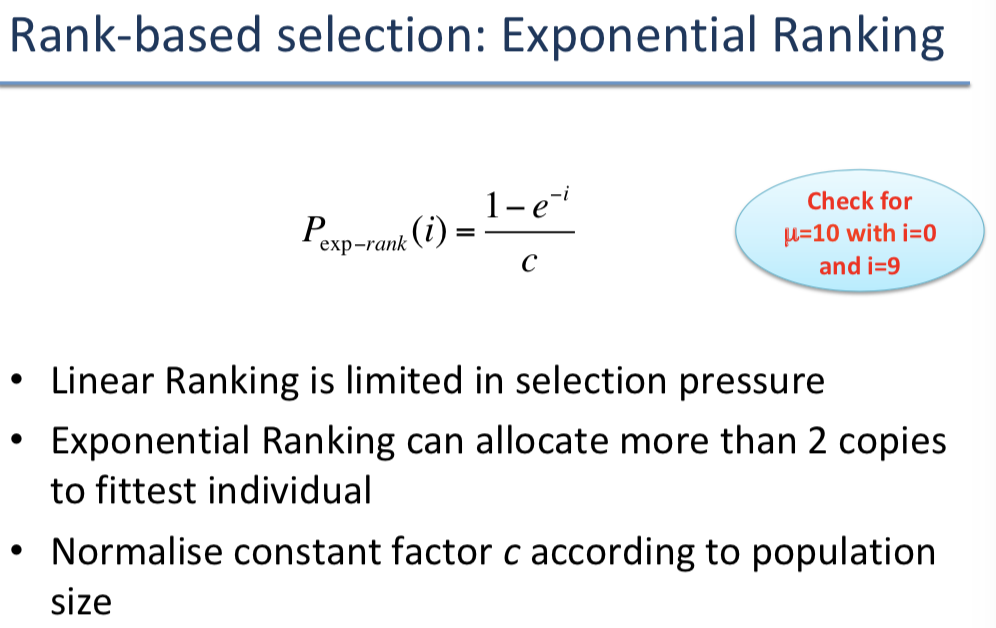 Rank-based selection: Exponential Ranking
P_exp-rank(i) = (1 − e^−i) / c
Check for
μ=10 with i=0
and i=9
• Linear Ranking is limited in selection pressure
• Exponential Ranking can allocate more than 2 copies
to fittest individual
• Normalise constant factor c according to population
size